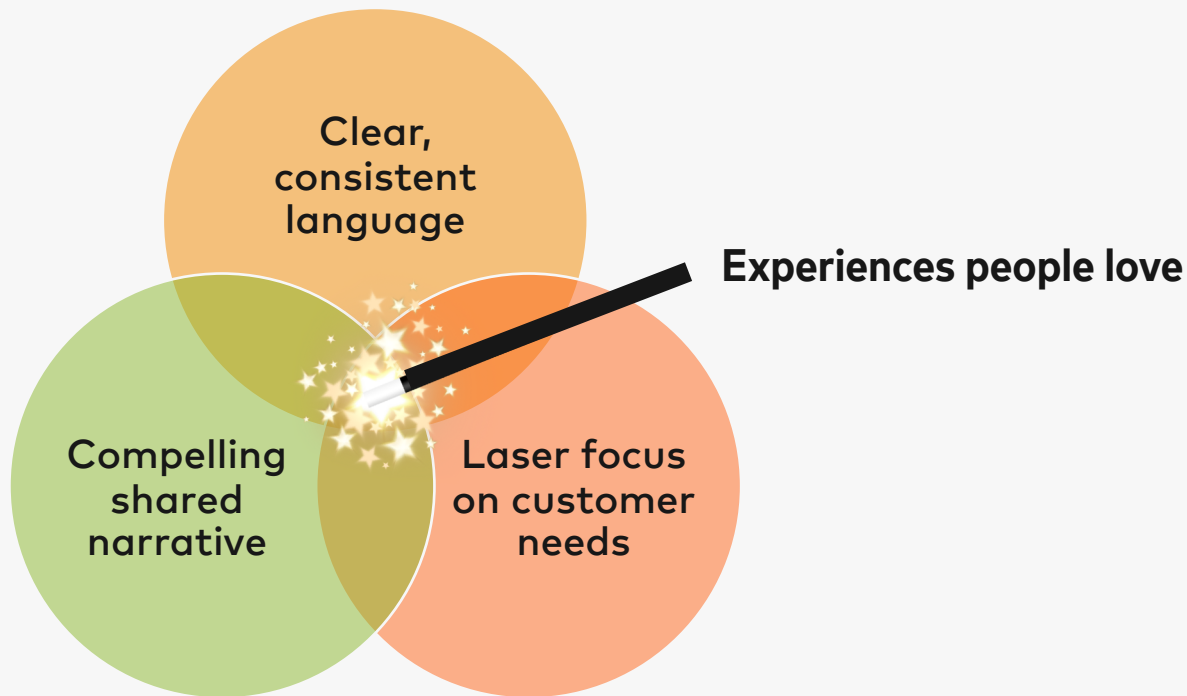 Clear,
consistent
language
Experiences people love
Compelling
shared
narrative
Laser focus
on customer
needs